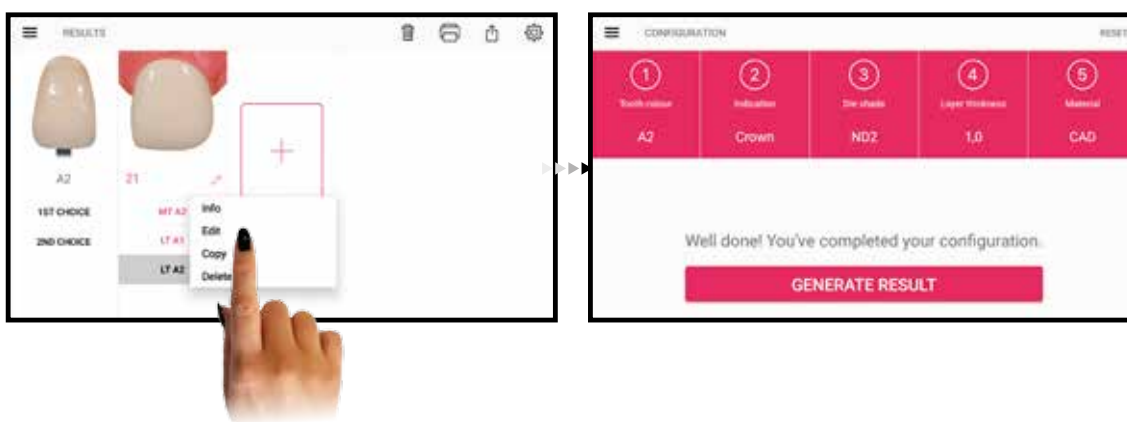 RESULTS
A2
21
1ST CHOICE
MT A2
2ND CHOICE
LT A1
LT A2
Info
Edit
Copy
Delete
CONFIGURATION
RESET
1
2
3
4
5
Tooth colour
Indication
Die shade
Layer thickness
Material
A2
Crown
ND2
1,0
CAD
Well done! You've completed your configuration.
GENERATE RESULT